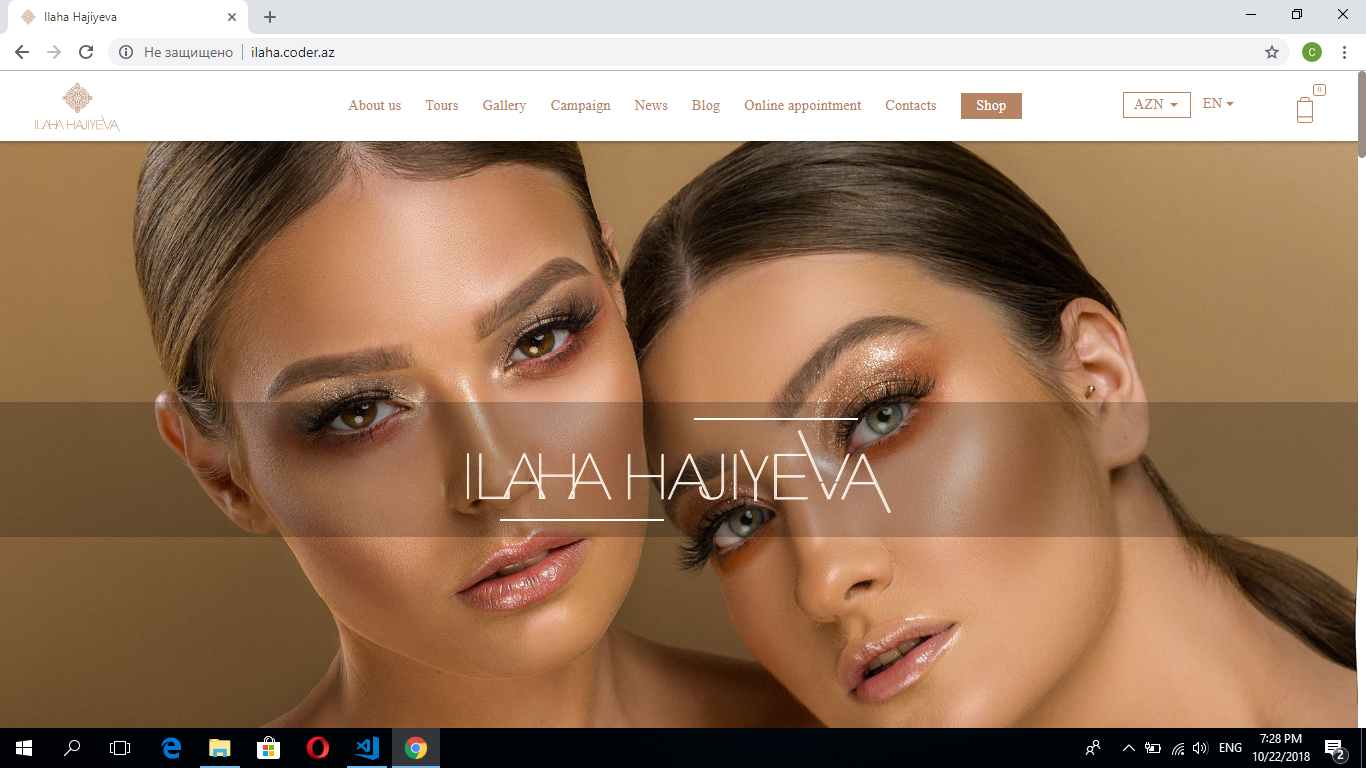 Ilaha Hajiyeva
Не защищено
ilaha.coder.az
C
ILAHA HAJIYEVA
About us
Tours
Gallery
Campaign
News
Blog
Online appointment
Contacts
Shop
AZN
EN
0
ILAHA HAJIYEVA
ENG
7:28 PM
10/22/2018
2